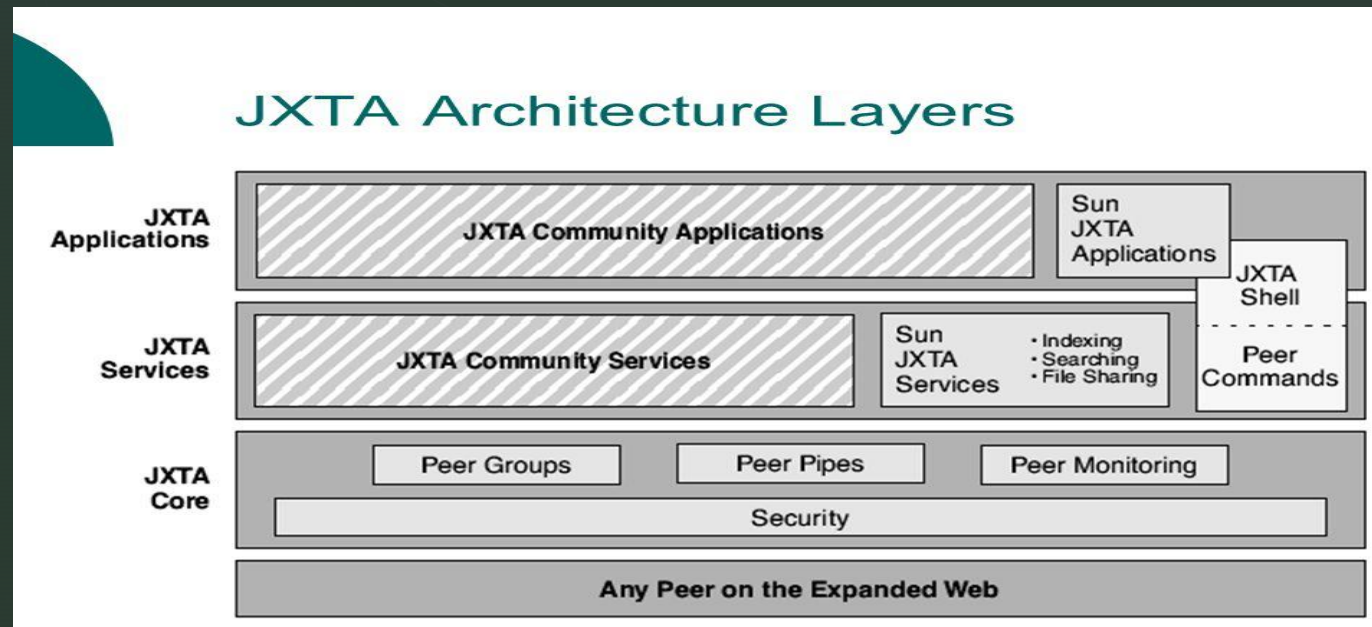 JXTA Architecture Layers
JXTA
Applications
JXTA Community Applications
Sun
JXTA
Applications
JXTA
Shell
JXTA
Services
JXTA Community Services
Sun
JXTA
Services
• Indexing
• Searching
• File Sharing
Peer
Commands
JXTA
Core
Peer Groups
Peer Pipes
Peer Monitoring
Security
Any Peer on the Expanded Web